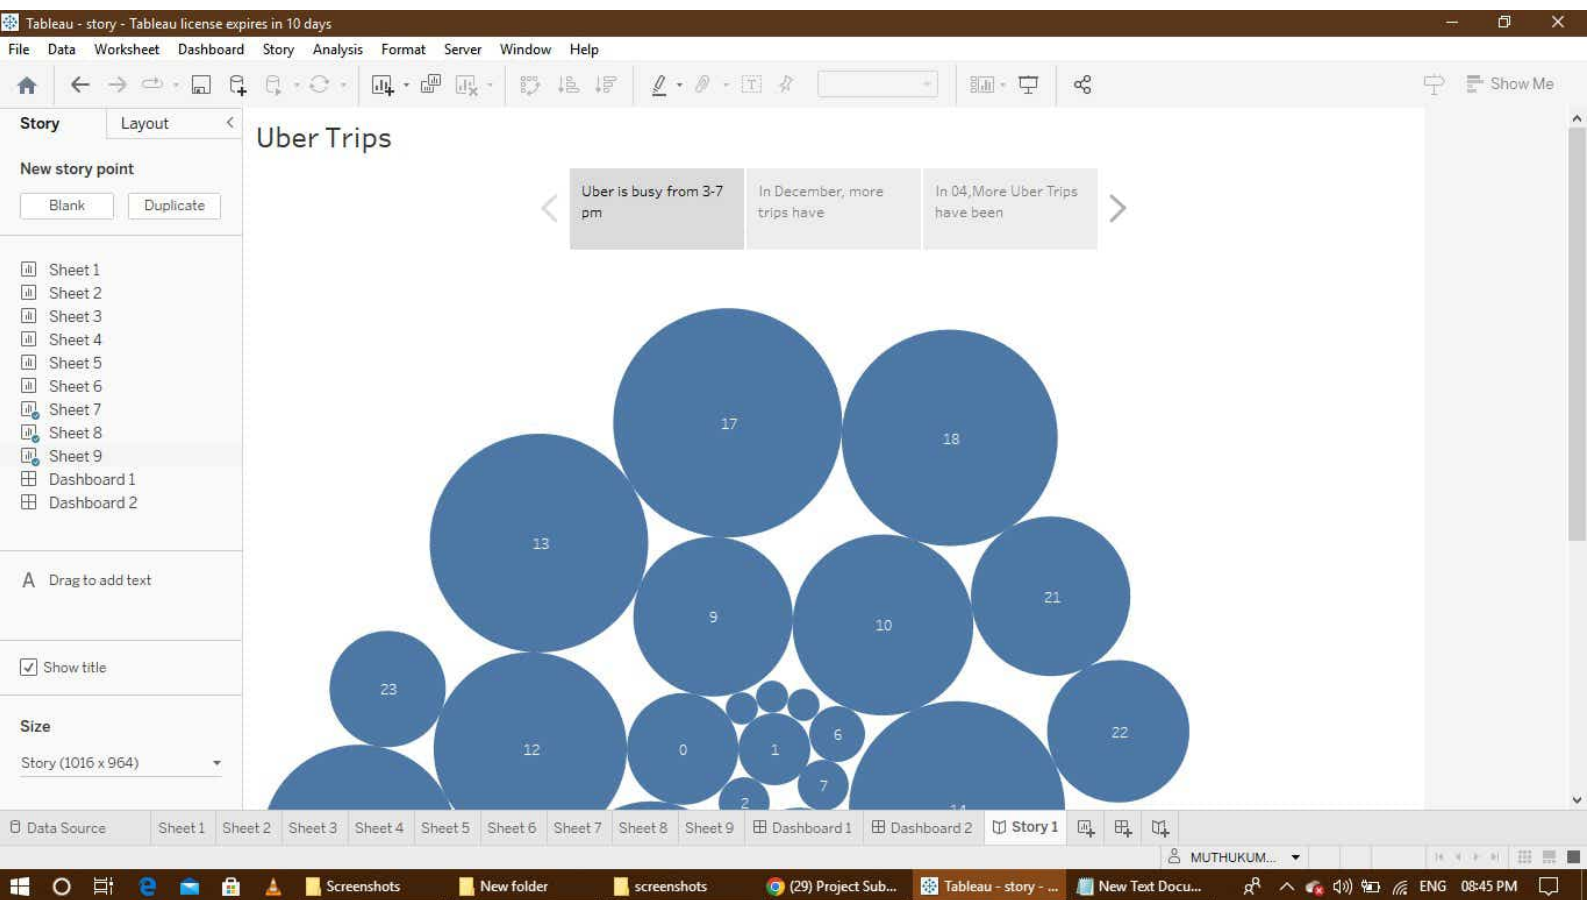 Tableau - story - Tableau license expires in 10 days
File Data Worksheet Dashboard Story Analysis Format Server Window Help
Show Me
Story Layout
Uber Trips
New story point
Blank Duplicate
Uber is busy from 3-7
pm
In December, more
trips have
In 04,More Uber Trips
have been
Sheet 1
Sheet 2
Sheet 3
Sheet 4
Sheet 5
Sheet 6
Sheet 7
Sheet 8
Sheet 9
Dashboard 1
Dashboard 2
A Drag to add text
Show title
Size
Story (1016 x 964)
17
18
13
21
9
10
23
22
6
12
0
1
7
2
Data Source Sheet 1 Sheet 2 Sheet 3 Sheet 4 Sheet 5 Sheet 6 Sheet 7 Sheet 8 Sheet 9 Dashboard 1 Dashboard 2 Story 1
MUTHUKUM...
Screenshots New folder screenshots (29) Project Sub... Tableau - story - ... New Text Docu... ENG 08:45 PM